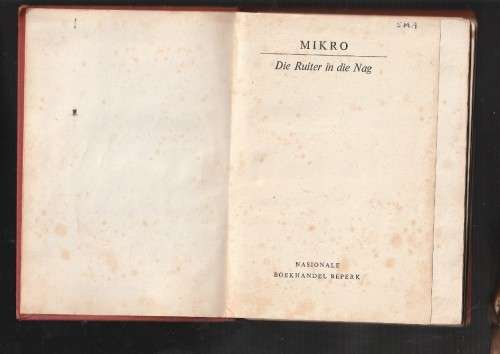 MIKRO
Die Ruiter in die Nag
NASIONALE
BOEKHANDEL BEPERK